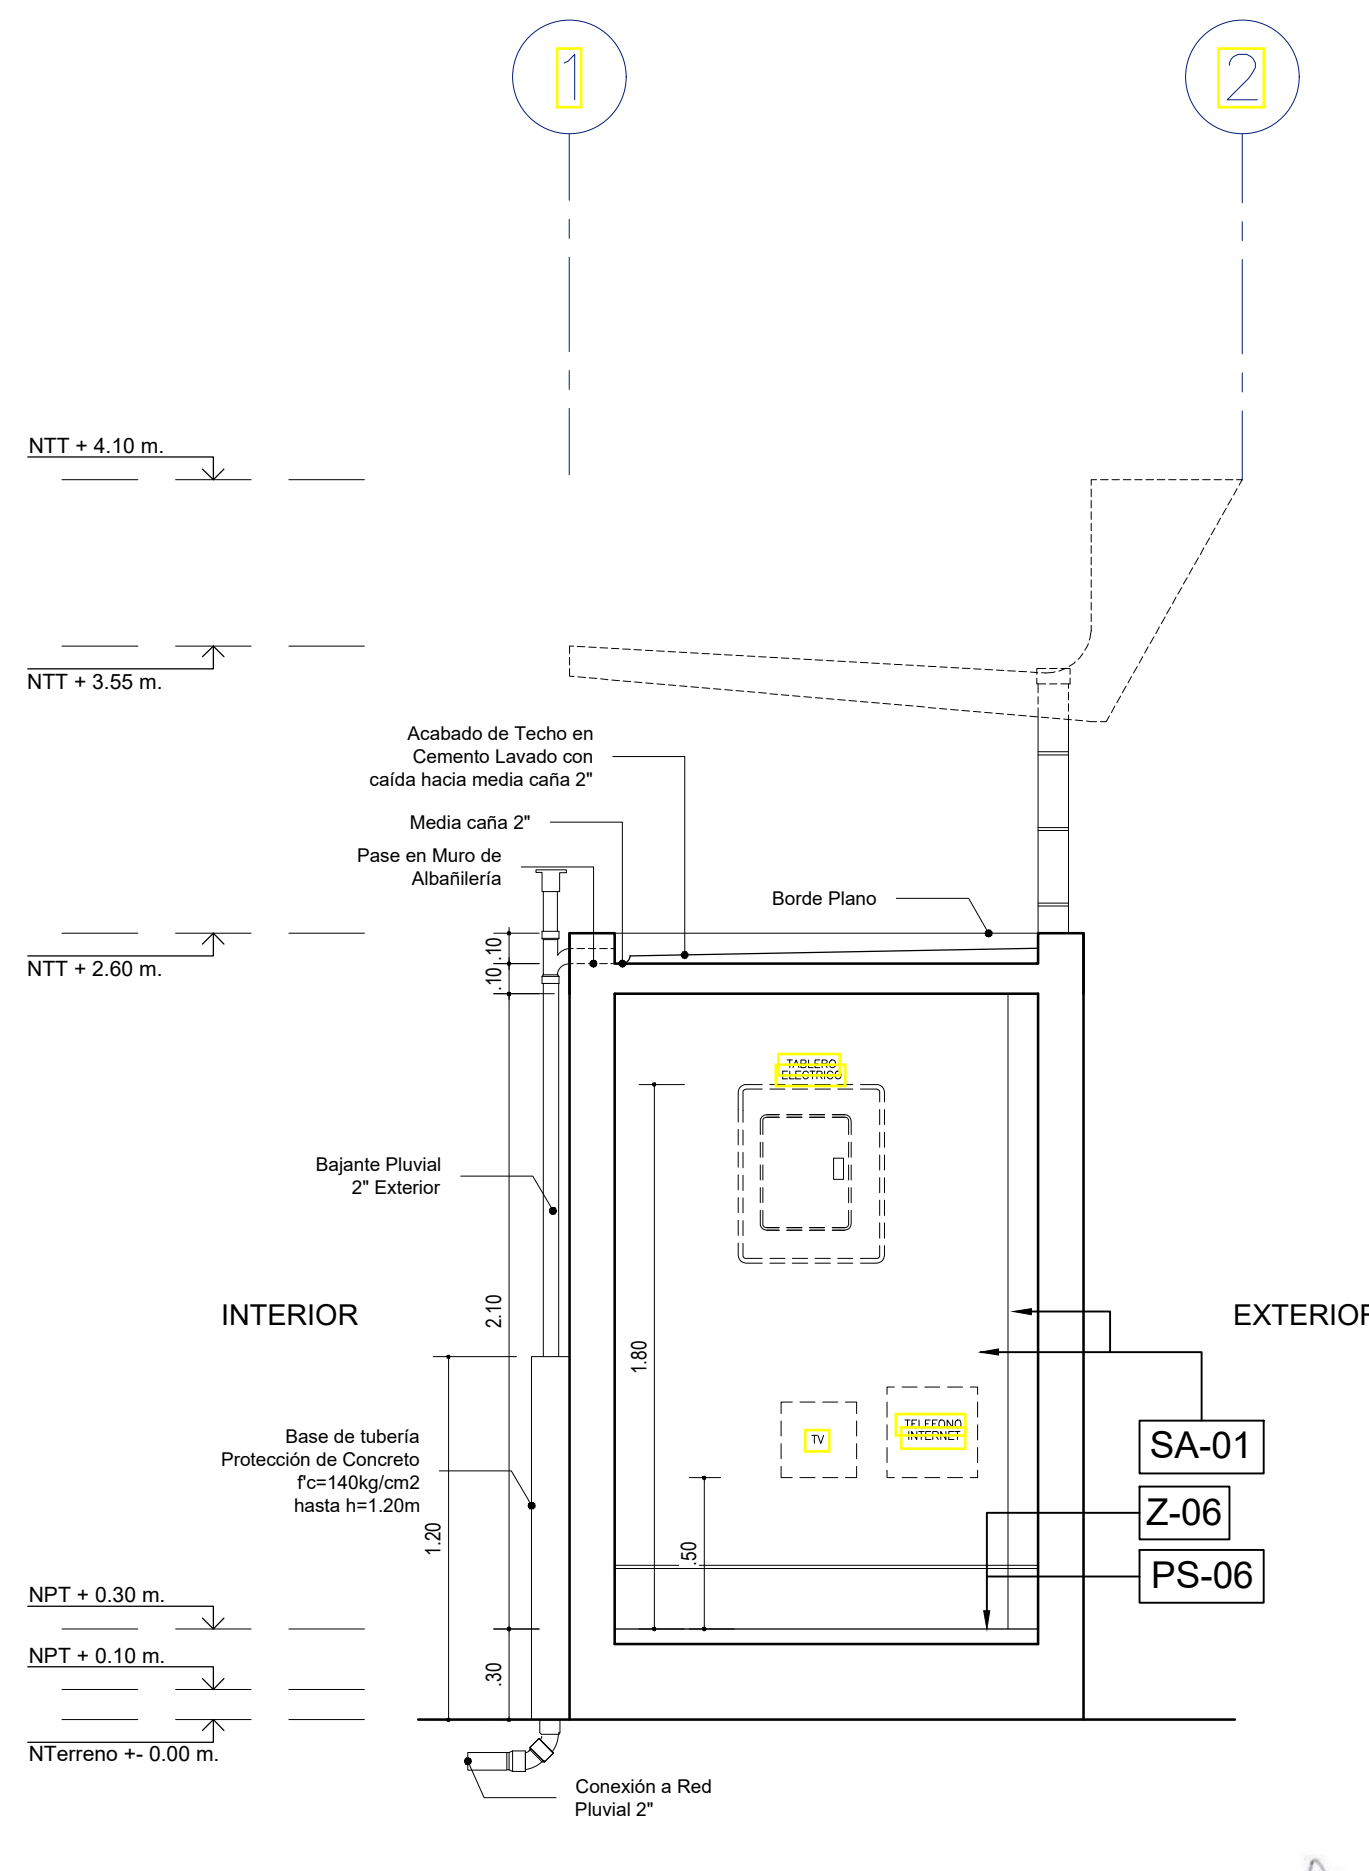 1
2
NTT + 4.10 m.
NTT + 3.55 m.
Acabado de Techo en
Cemento Lavado con
caída hacia media caña 2"
Media caña 2"
Pase en Muro de
Albañilería
Borde Plano
NTT + 2.60 m.
.10
.10
TABLERO
ELECTRICO
Bajante Pluvial
2" Exterior
INTERIOR
2.10
1.80
EXTERIOR
TV
TELEFONO
INTERNET
SA-01
Base de tubería
Protección de Concreto
f'c=140kg/cm2
hasta h=1.20m
1.20
.50
Z-06
PS-06
NPT + 0.30 m.
NPT + 0.10 m.
.30
NTerreno +- 0.00 m.
Conexión a Red
Pluvial 2"